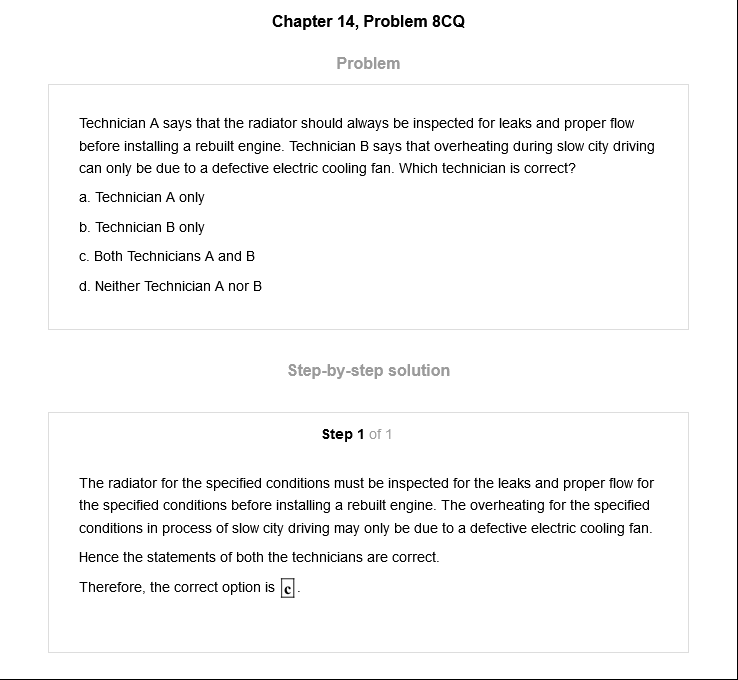 Chapter 14, Problem 8CQ
Problem
Technician A says that the radiator should always be inspected for leaks and proper flow
before installing a rebuilt engine. Technician B says that overheating during slow city driving
can only be due to a defective electric cooling fan. Which technician is correct?
a. Technician A only
b. Technician B only
c. Both Technicians A and B
d. Neither Technician A nor B
Step-by-step solution
Step 1 of 1
The radiator for the specified conditions must be inspected for the leaks and proper flow for
the specified conditions before installing a rebuilt engine. The overheating for the specified
conditions in process of slow city driving may only be due to a defective electric cooling fan.
Hence the statements of both the technicians are correct.
Therefore, the correct option is c.